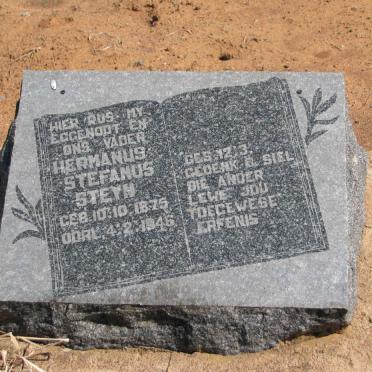 HIER RUS MY
EGGENOOT EN
ONS VADER
HERMANUS
STEFANUS
STEYN
GEB. 10.10.1875
OORL. 4.2.1945
GES. 12.3.
GEDENK O SIEL
DIE ANDER
LEWE JOU
TOEGEWESE
ERFENIS